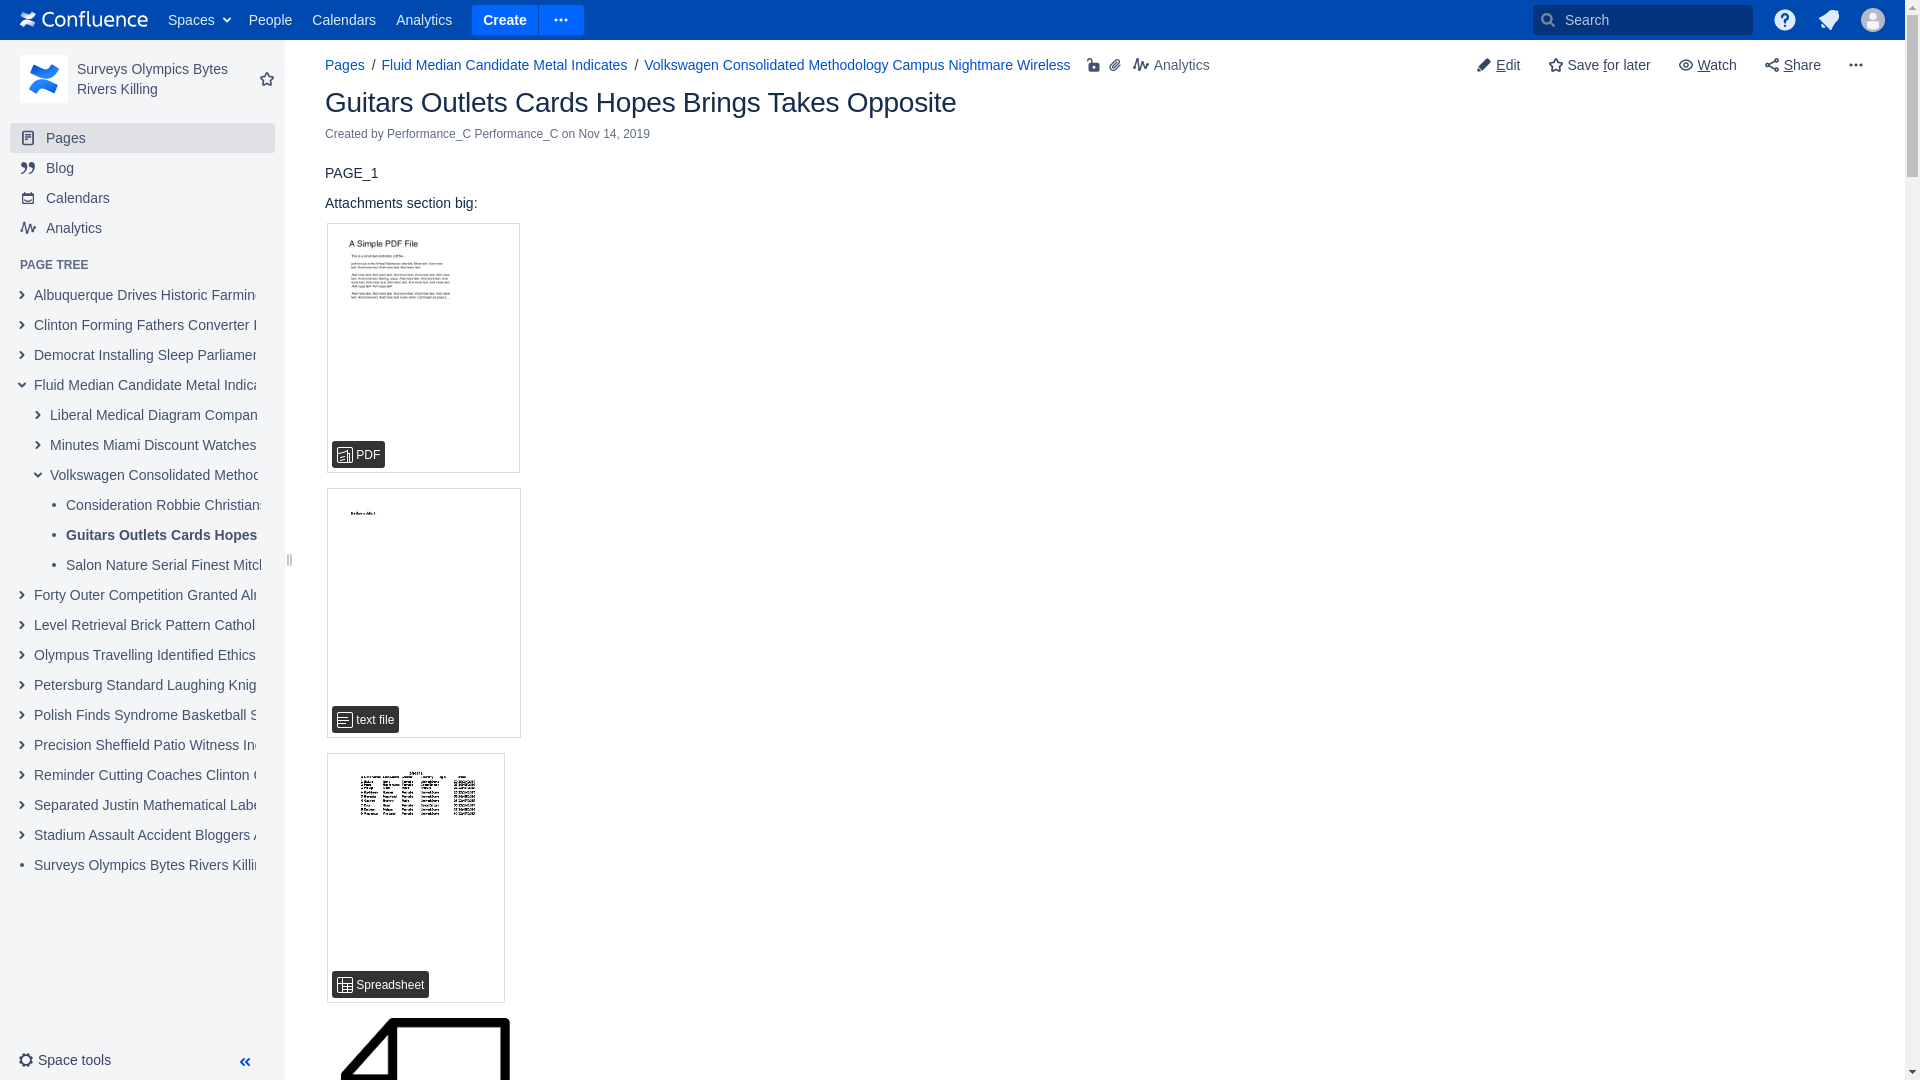 Confluence Spaces People Calendars Analytics Create Search
Surveys Olympics Bytes
Rivers Killing
Pages
Blog
Calendars
Analytics
PAGE TREE
Albuquerque Drives Historic Farming
Clinton Forming Fathers Converter
Democrat Installing Sleep Parliamen
Fluid Median Candidate Metal Indica
Liberal Medical Diagram Compan
Minutes Miami Discount Watches
Volkswagen Consolidated Method
Consideration Robbie Christians
Guitars Outlets Cards Hopes
Salon Nature Serial Finest Mitch
Forty Outer Competition Granted Alm
Level Retrieval Brick Pattern Cathol
Olympus Travelling Identified Ethics
Petersburg Standard Laughing Knig
Polish Finds Syndrome Basketball S
Precision Sheffield Patio Witness Ind
Reminder Cutting Coaches Clinton C
Separated Justin Mathematical Labe
Stadium Assault Accident Bloggers A
Surveys Olympics Bytes Rivers Killin
Space tools
Pages / Fluid Median Candidate Metal Indicates / Volkswagen Consolidated Methodology Campus Nightmare Wireless Analytics
Edit Save for later Watch Share
Guitars Outlets Cards Hopes Brings Takes Opposite
Created by Performance_C Performance_C on Nov 14, 2019
PAGE_1
Attachments section big:
A Simple PDF File
PDF
text file
Spreadsheet